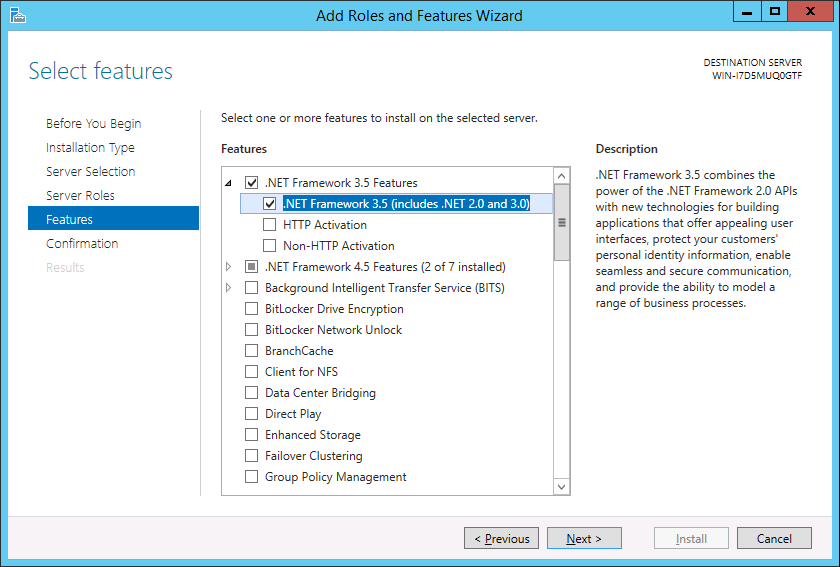 Add Roles and Features Wizard
Select features
DESTINATION SERVER
WIN-I7D5MUQ0GTF
Before You Begin
Installation Type
Server Selection
Server Roles
Features
Confirmation
Results
Select one or more features to install on the selected server.
Features
.NET Framework 3.5 Features
.NET Framework 3.5 (includes .NET 2.0 and 3.0)
HTTP Activation
Non-HTTP Activation
.NET Framework 4.5 Features (2 of 7 installed)
Background Intelligent Transfer Service (BITS)
BitLocker Drive Encryption
BitLocker Network Unlock
BranchCache
Client for NFS
Data Center Bridging
Direct Play
Enhanced Storage
Failover Clustering
Group Policy Management
Description
.NET Framework 3.5 combines the
power of the .NET Framework 2.0 APIs
with new technologies for building
applications that offer appealing user
interfaces, protect your customers'
personal identity information, enable
seamless and secure communication,
and provide the ability to model a
range of business processes.
< Previous
Next >
Install
Cancel